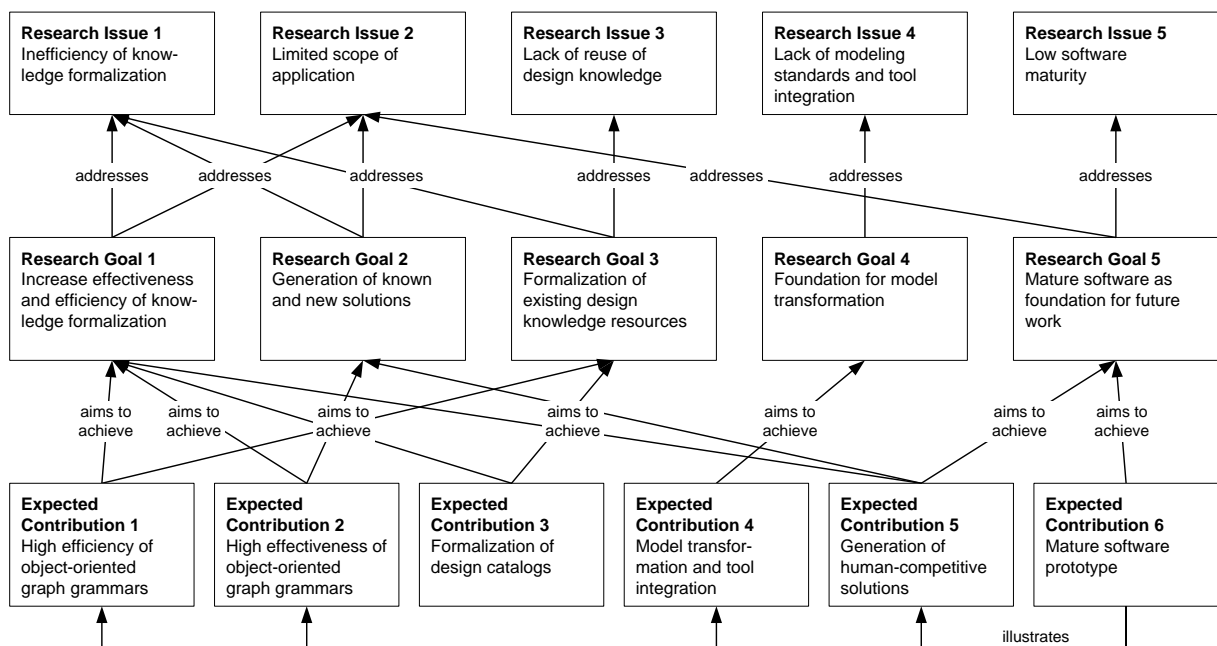 Research Issue 1
Inefficiency of know-
ledge formalization
Research Issue 2
Limited scope of
application
Research Issue 3
Lack of reuse of
design knowledge
Research Issue 4
Lack of modeling
standards and tool
integration
Research Issue 5
Low software
maturity
addresses
addresses
addresses
addresses
addresses
addresses
addresses
Research Goal 1
Increase effectiveness
and efficiency of know-
ledge formalization
Research Goal 2
Generation of known
and new solutions
Research Goal 3
Formalization of
existing design
knowledge resources
Research Goal 4
Foundation for model
transformation
Research Goal 5
Mature software as
foundation for future
work
aims to
achieve
aims to
achieve
aims to
achieve
aims to
achieve
aims to
achieve
aims to
achieve
aims to
achieve
Expected
Contribution 1
High efficiency of
object-oriented
graph grammars
Expected
Contribution 2
High effectiveness of
object-oriented
graph grammars
Expected
Contribution 3
Formalization of
design catalogs
Expected
Contribution 4
Model transfor-
mation and tool
integration
Expected
Contribution 5
Generation of
human-competitive
solutions
Expected
Contribution 6
Mature software
prototype
illustrates